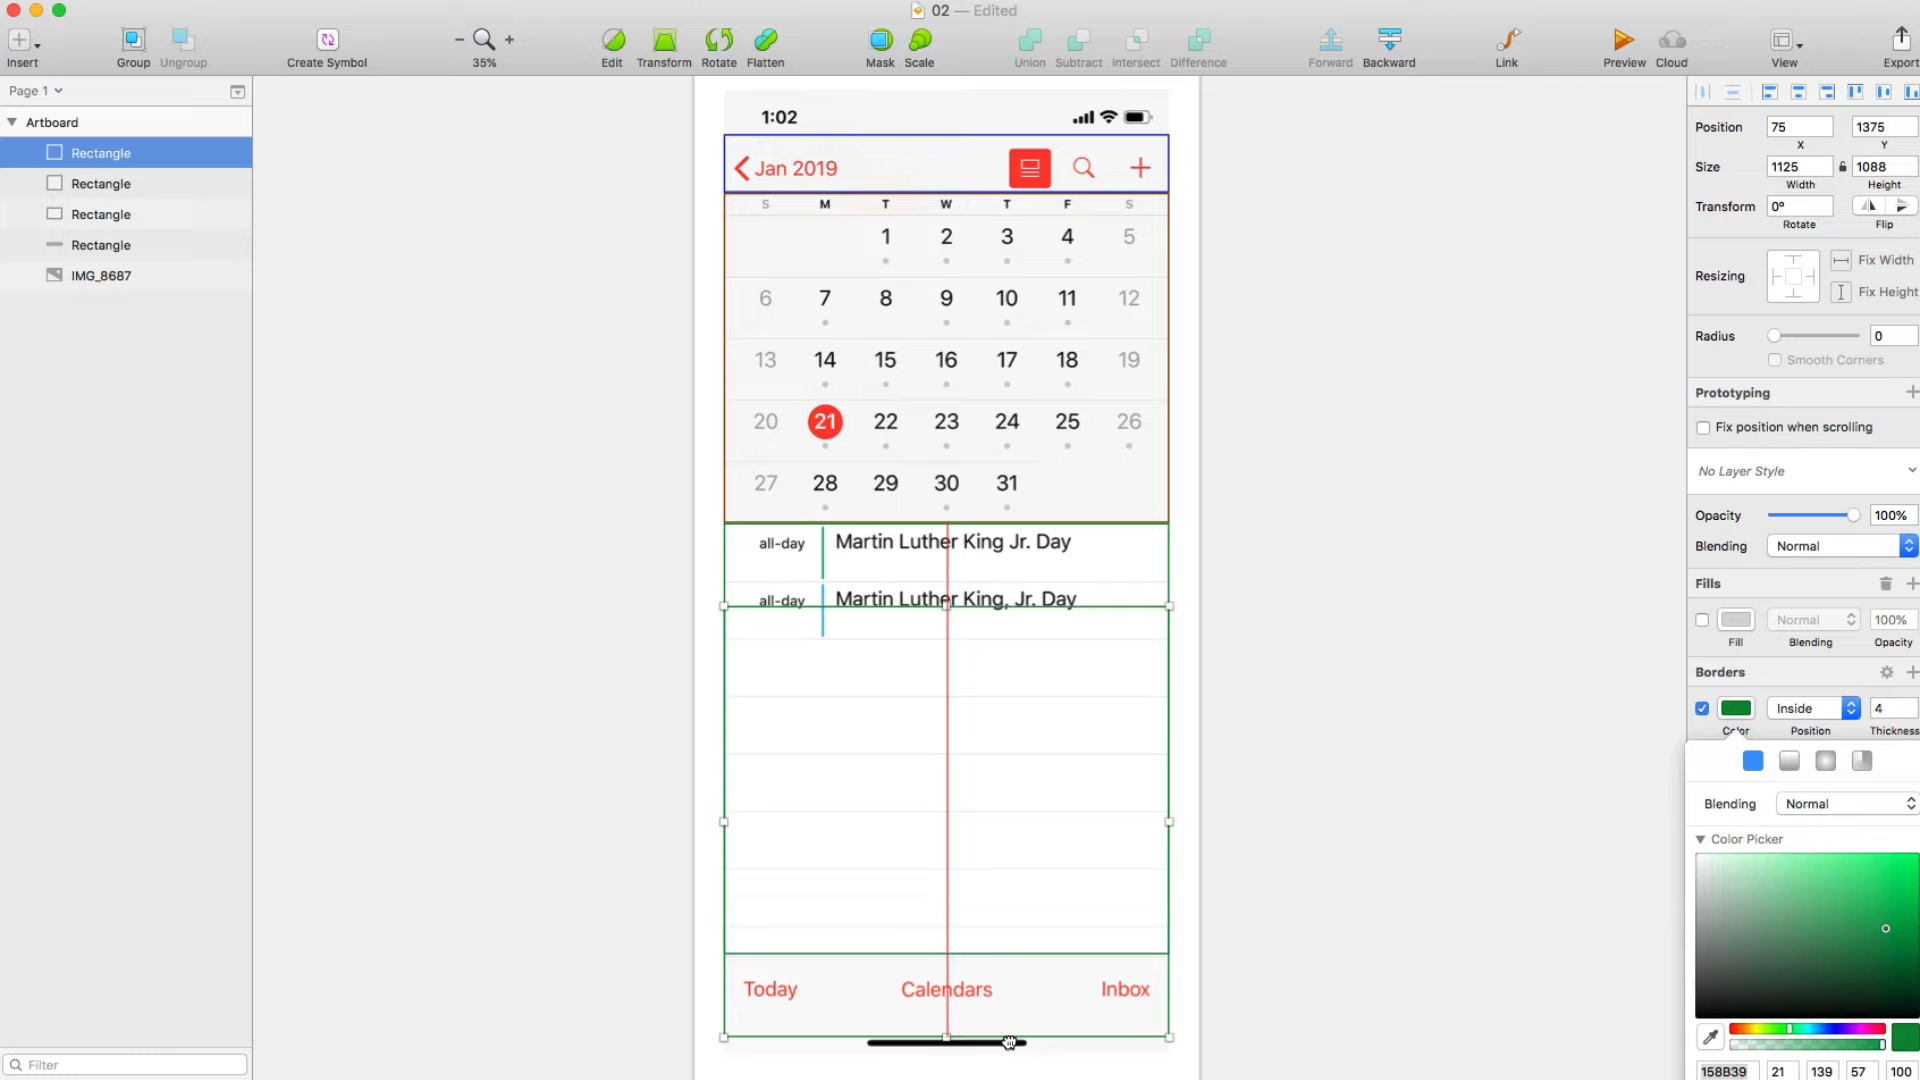 02 — Edited
Insert
Group
Ungroup
Create Symbol
35%
Edit
Transform
Rotate
Flatten
Mask
Scale
Union
Subtract
Intersect
Difference
Forward
Backward
Link
Preview
Cloud
View
Export
Page 1
Artboard
Rectangle
Rectangle
Rectangle
Rectangle
IMG_8687
Filter
1:02
Jan 2019
S M T W T F S
1 2 3 4 5
6 7 8 9 10 11 12
13 14 15 16 17 18 19
20 21 22 23 24 25 26
27 28 29 30 31
all-day Martin Luther King Jr. Day
all-day Martin Luther King, Jr. Day
Today Calendars Inbox
Position 75 1375
X Y
Size 1125 1088
Width Height
Transform 0°
Rotate Flip
Resizing Fix Width
Fix Height
Radius 0
Smooth Corners
Prototyping
Fix position when scrolling
No Layer Style
Opacity 100%
Blending Normal
Fills
Normal 100%
Fill Blending Opacity
Borders
Inside 4
Color Position Thickness
Blending Normal
Color Picker
158B39 21 139 57 100